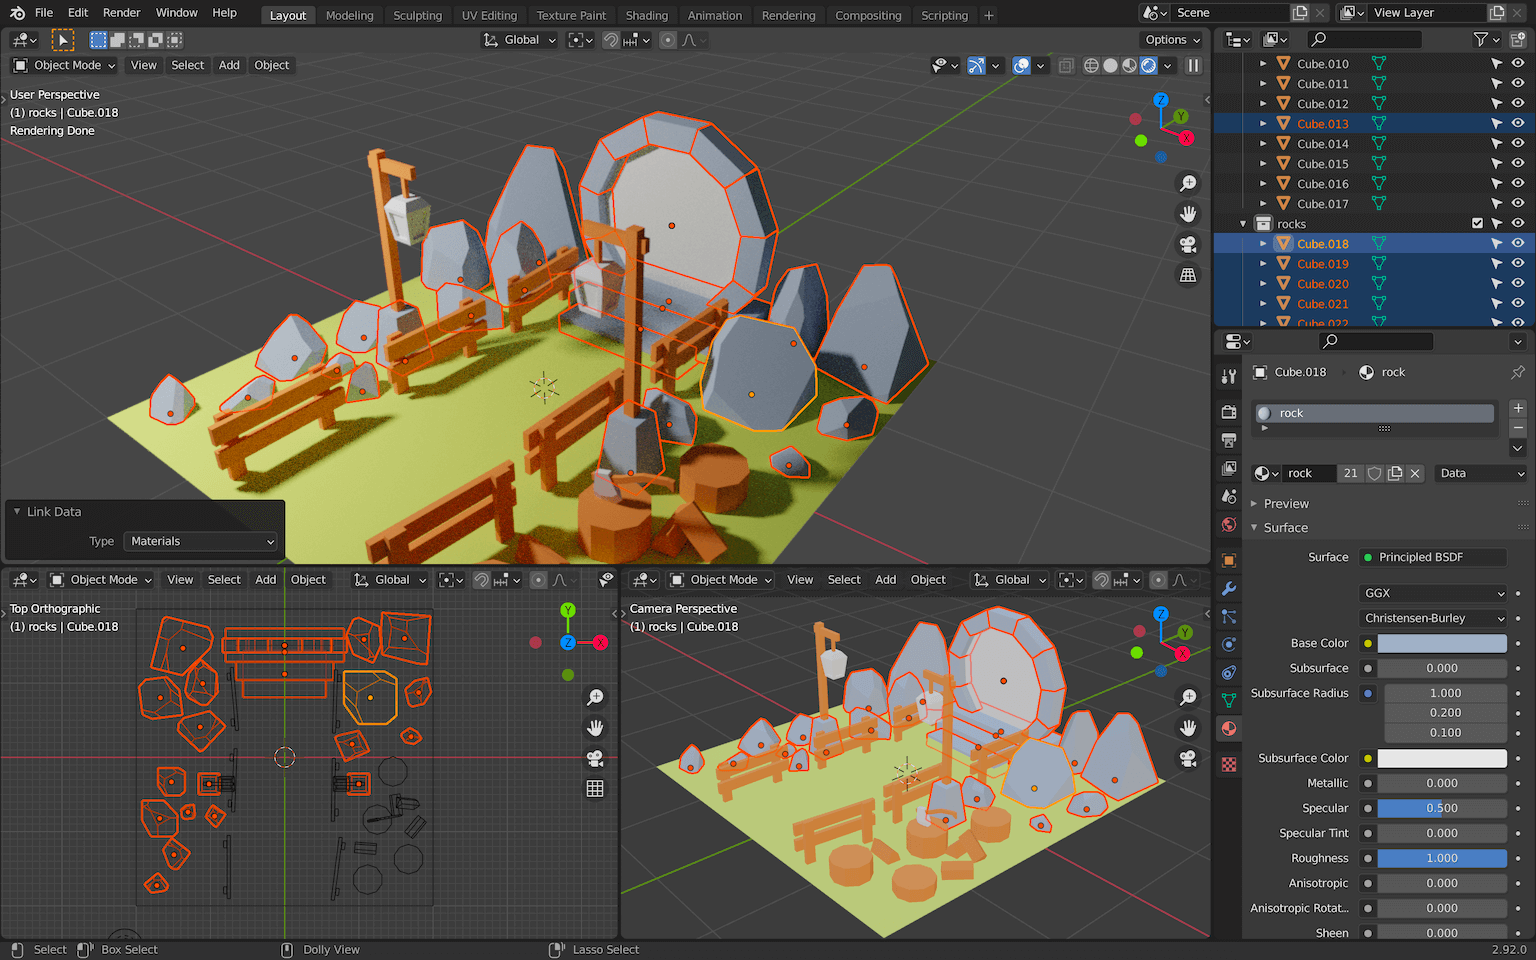 File Edit Render Window Help Layout Modeling Sculpting UV Editing Texture Paint Shading Animation Rendering Compositing Scripting + Scene View Layer
Global Options
Object Mode View Select Add Object
User Perspective
(1) rocks | Cube.018
Rendering Done
Z
Y
X
Link Data
Type Materials
Object Mode View Select Add Object Global
Top Orthographic
(1) rocks | Cube.018
Y
Z
X
Object Mode View Select Add Object Global
Camera Perspective
(1) rocks | Cube.018
Z
Y
X
Cube.010
Cube.011
Cube.012
Cube.013
Cube.014
Cube.015
Cube.016
Cube.017
rocks
Cube.018
Cube.019
Cube.020
Cube.021
Cube.022
Cube.018 rock
rock
rock 21 Data
Preview
Surface
Surface Principled BSDF
GGX
Christensen-Burley
Base Color
Subsurface 0.000
Subsurface Radius 1.000
0.200
0.100
Subsurface Color
Metallic 0.000
Specular 0.500
Specular Tint 0.000
Roughness 1.000
Anisotropic 0.000
Anisotropic Rotat... 0.000
Sheen 0.000
Select Box Select Dolly View Lasso Select 2.92.0